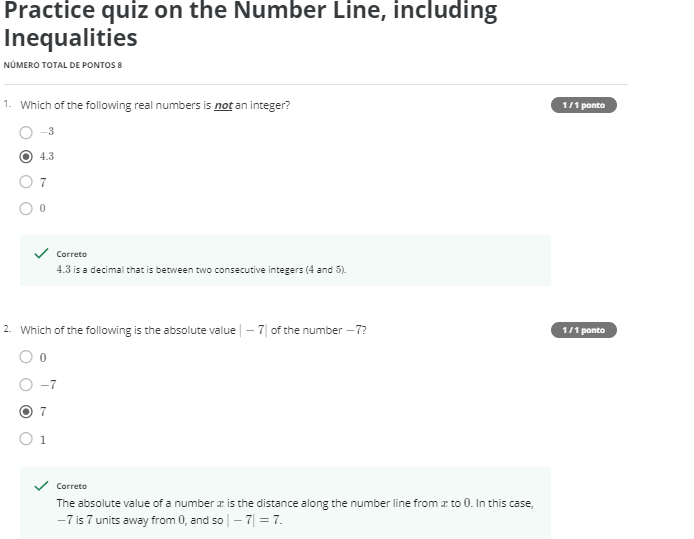 Practice quiz on the Number Line, including
Inequalities
NÚMERO TOTAL DE PONTOS 8
1. Which of the following real numbers is not an integer?
1 / 1 ponto
−3
4.3
7
0
Correto
4.3 is a decimal that is between two consecutive integers (4 and 5).
2. Which of the following is the absolute value | − 7| of the number −7?
1 / 1 ponto
0
−7
7
1
Correto
The absolute value of a number x is the distance along the number line from x to 0. In this case,
−7 is 7 units away from 0, and so | − 7| = 7.